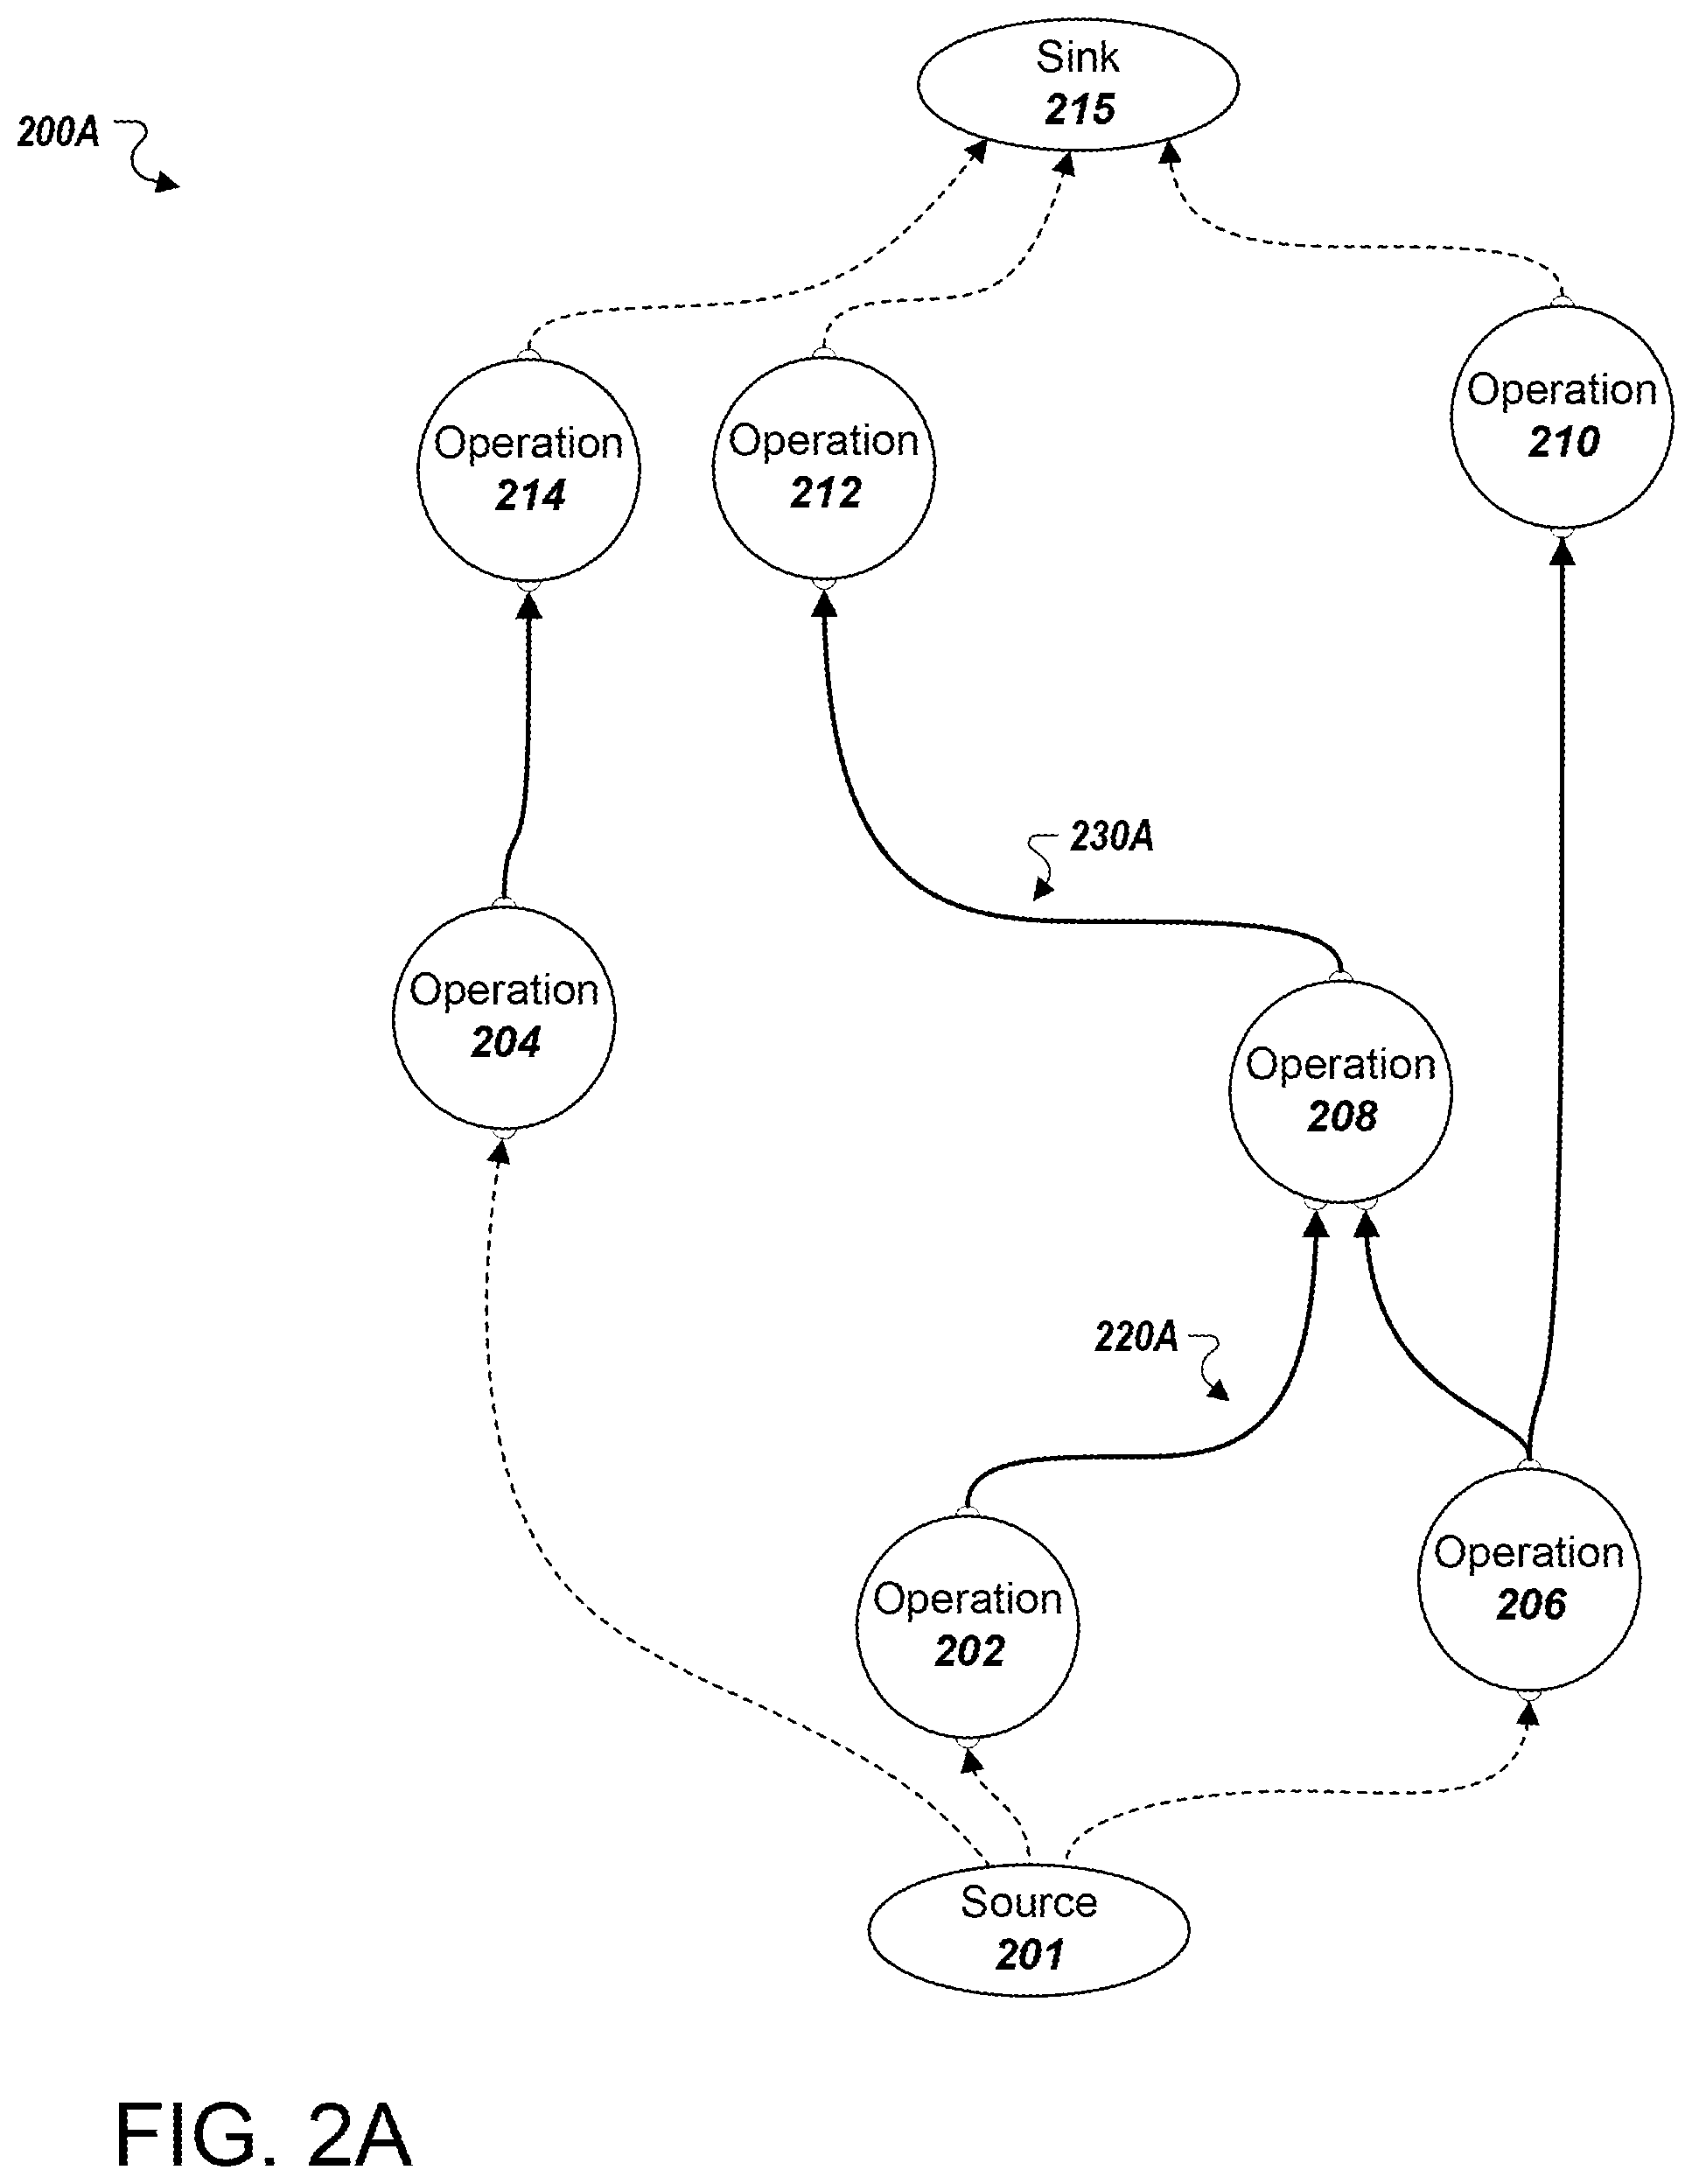 Sink
215
200A
Operation
214
Operation
212
Operation
210
230A
Operation
204
Operation
208
220A
Operation
202
Operation
206
Source
201
FIG. 2A